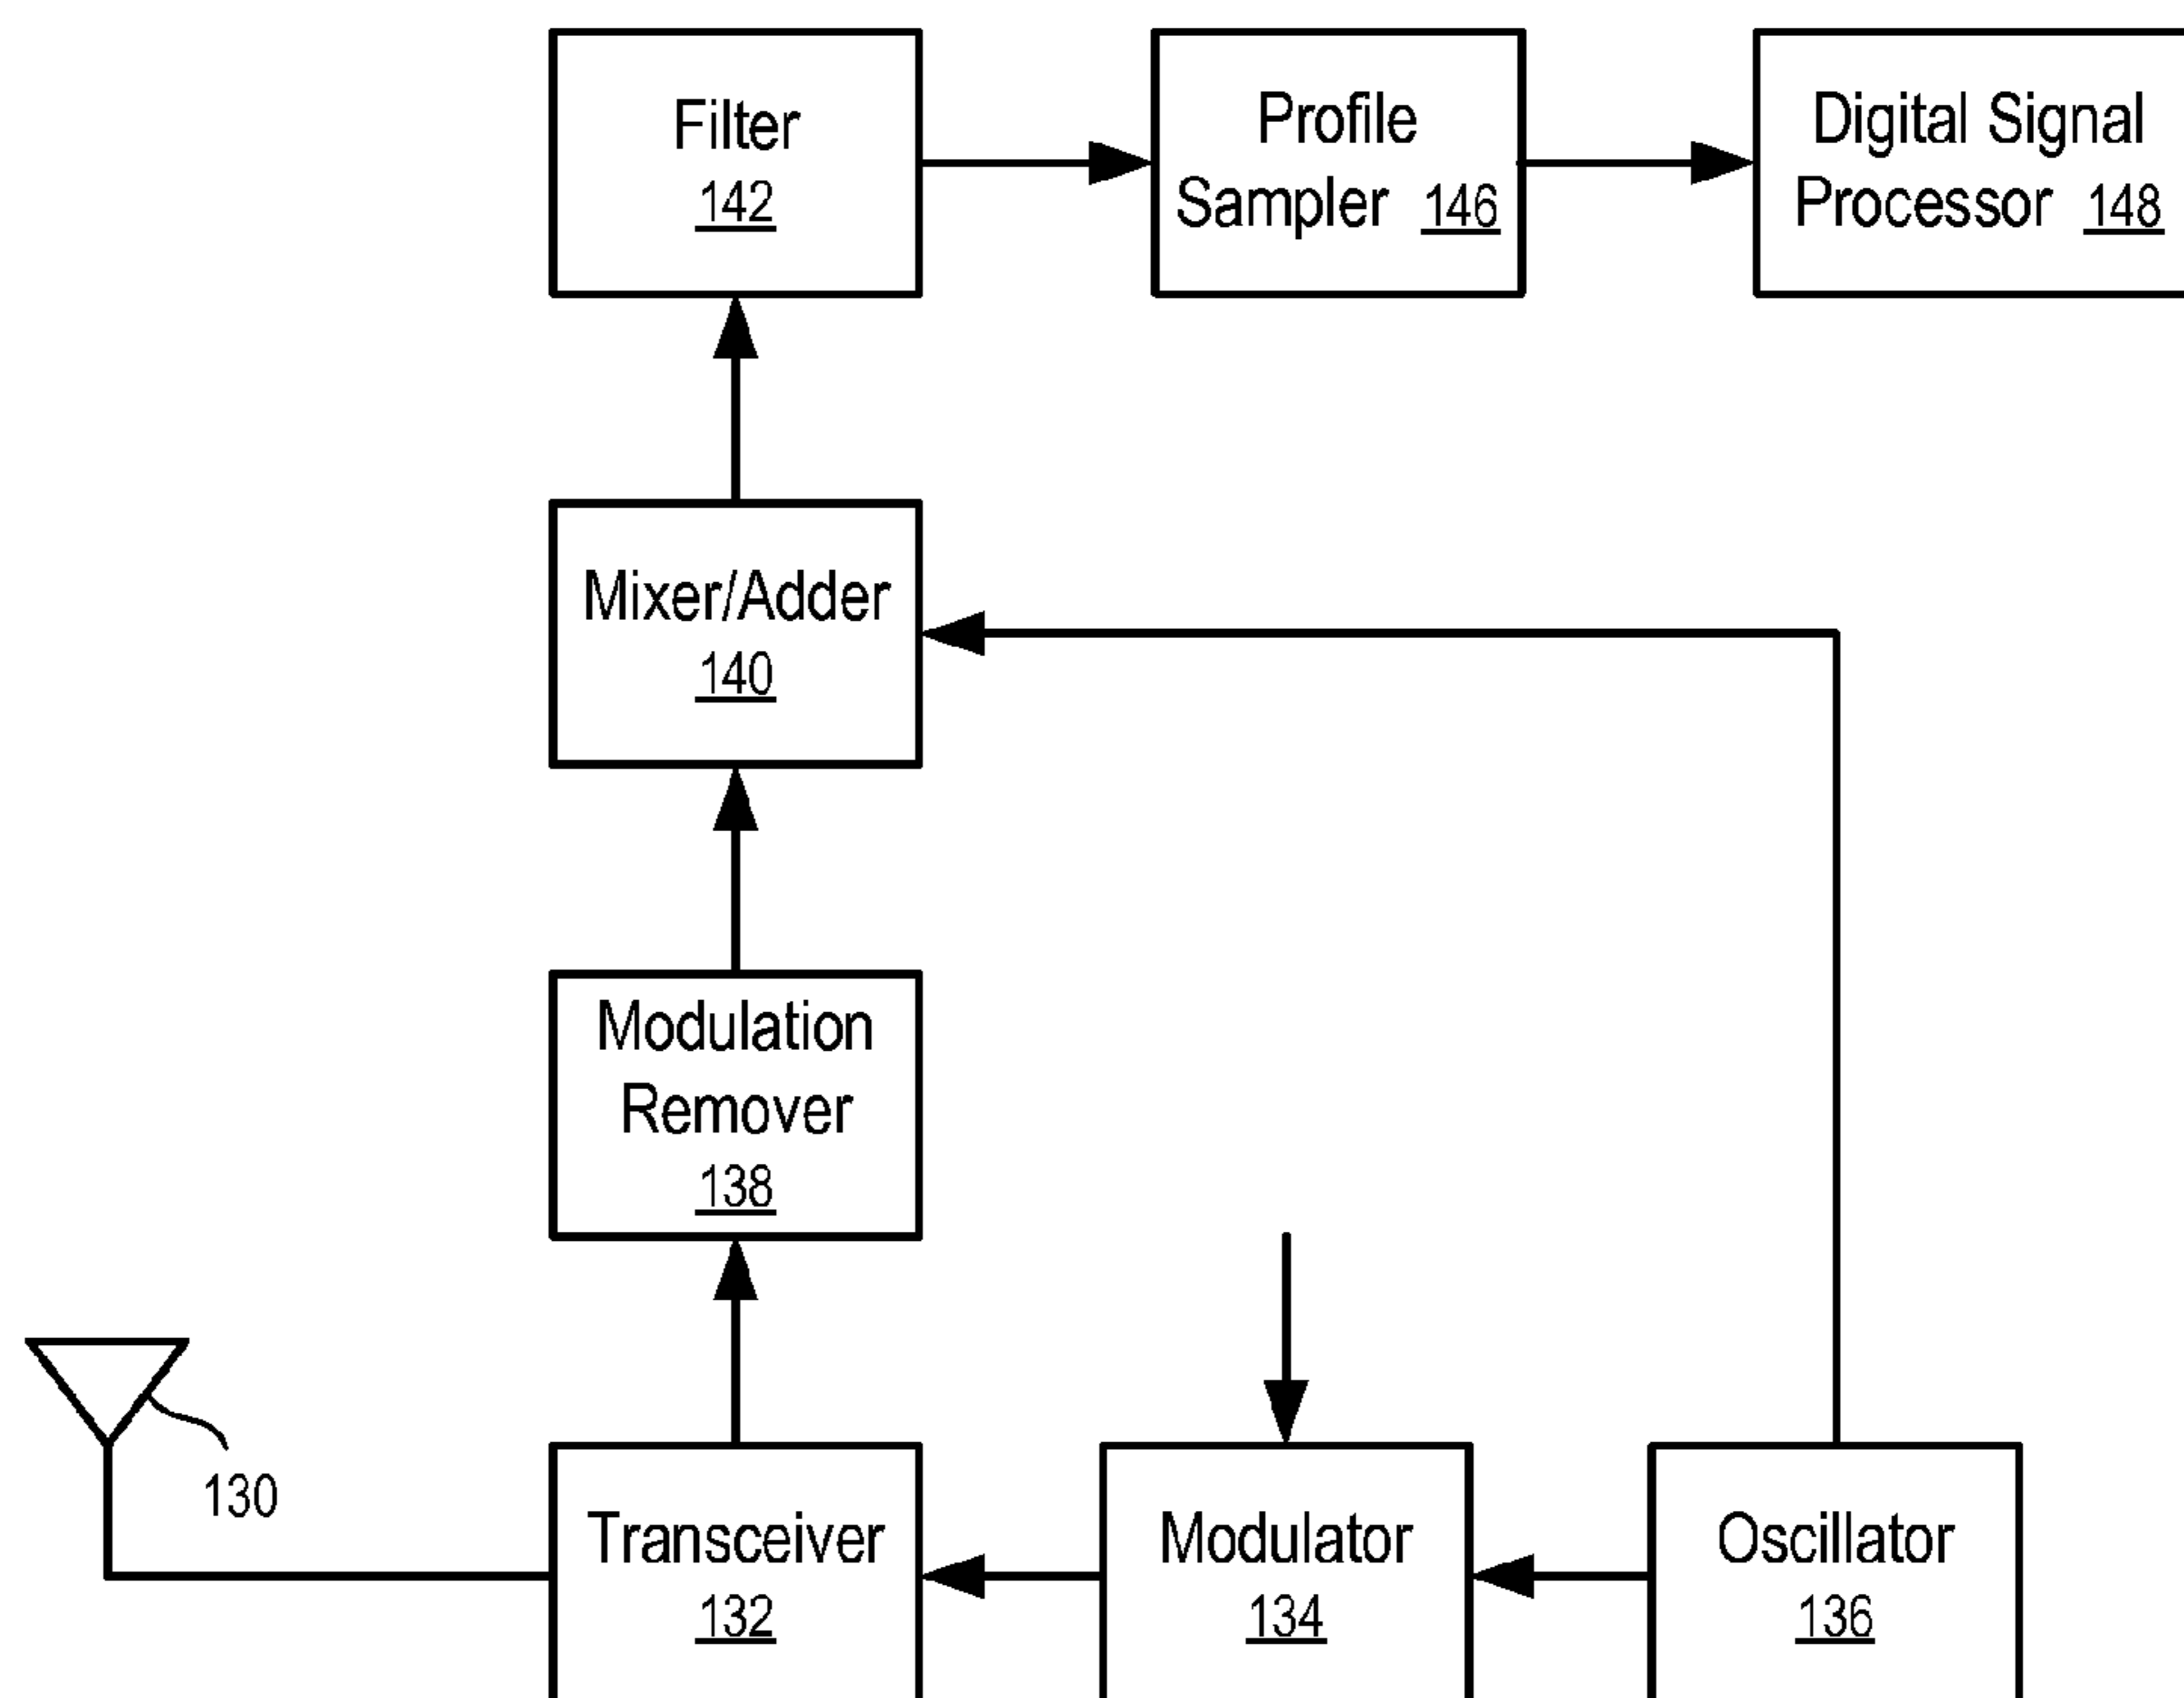 Filter
142
Profile
Sampler 146
Digital Signal
Processor 148
Mixer/Adder
140
Modulation
Remover
138
130
Transceiver
132
Modulator
134
Oscillator
136